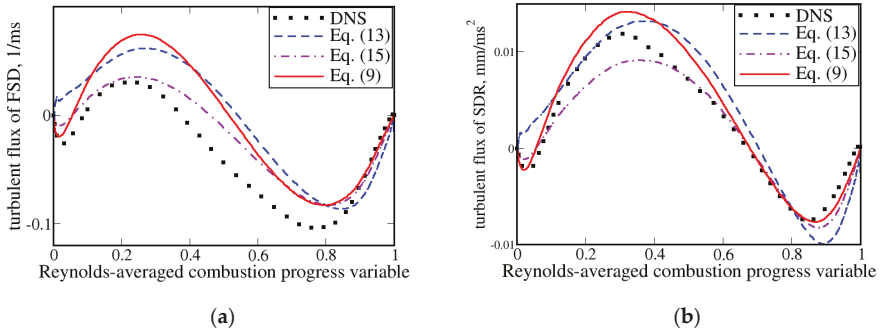 turbulent flux of FSD, 1/ms
0
-0.1
DNS
Eq. (13)
Eq. (15)
Eq. (9)
0 0.2 0.4 0.6 0.8 1
Reynolds-averaged combustion progress variable
(a)
turbulent flux of SDR, mm/ms²
0.01
0
-0.01
DNS
Eq. (13)
Eq. (15)
Eq. (9)
0 0.2 0.4 0.6 0.8 1
Reynolds-averaged combustion progress variable
(b)